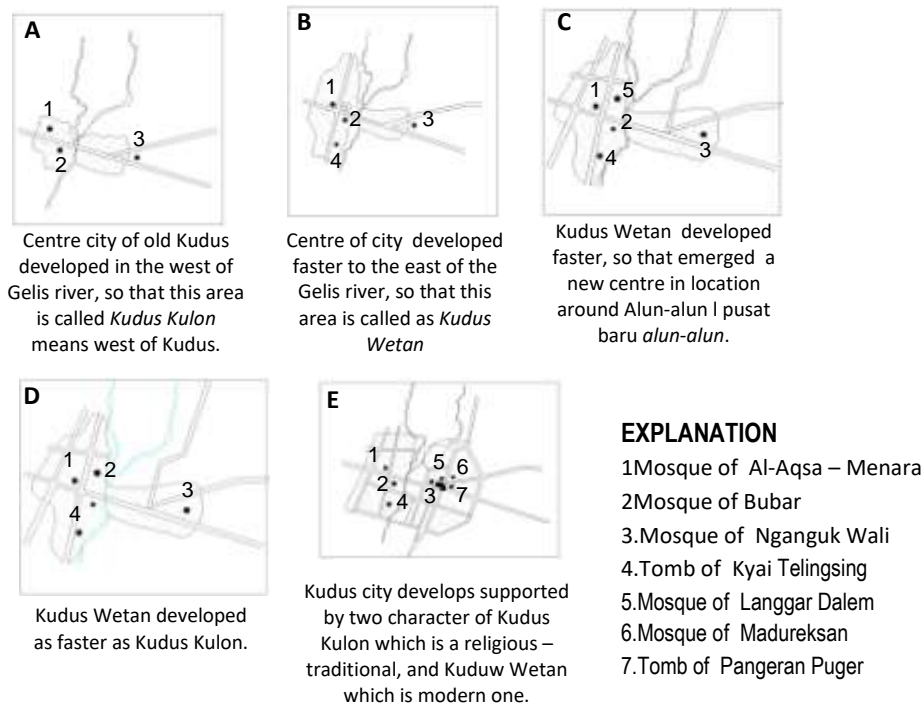 A
1
2
3
Centre city of old Kudus
developed in the west of
Gelis river, so that this area
is called Kudus Kulon
means west of Kudus.
B
1
2
3
4
Centre of city developed
faster to the east of the
Gelis river, so that this
area is called as Kudus
Wetan
C
1
5
2
3
4
Kudus Wetan developed
faster, so that emerged a
new centre in location
around Alun-alun l pusat
baru alun-alun.
D
1
2
3
4
Kudus Wetan developed
as faster as Kudus Kulon.
E
1
5
6
2
3
7
4
Kudus city develops supported
by two character of Kudus
Kulon which is a religious –
traditional, and Kuduw Wetan
which is modern one.
EXPLANATION
1Mosque of Al-Aqsa – Menara
2Mosque of Bubar
3.Mosque of Nganguk Wali
4.Tomb of Kyai Telingsing
5.Mosque of Langgar Dalem
6.Mosque of Madureksan
7.Tomb of Pangeran Puger